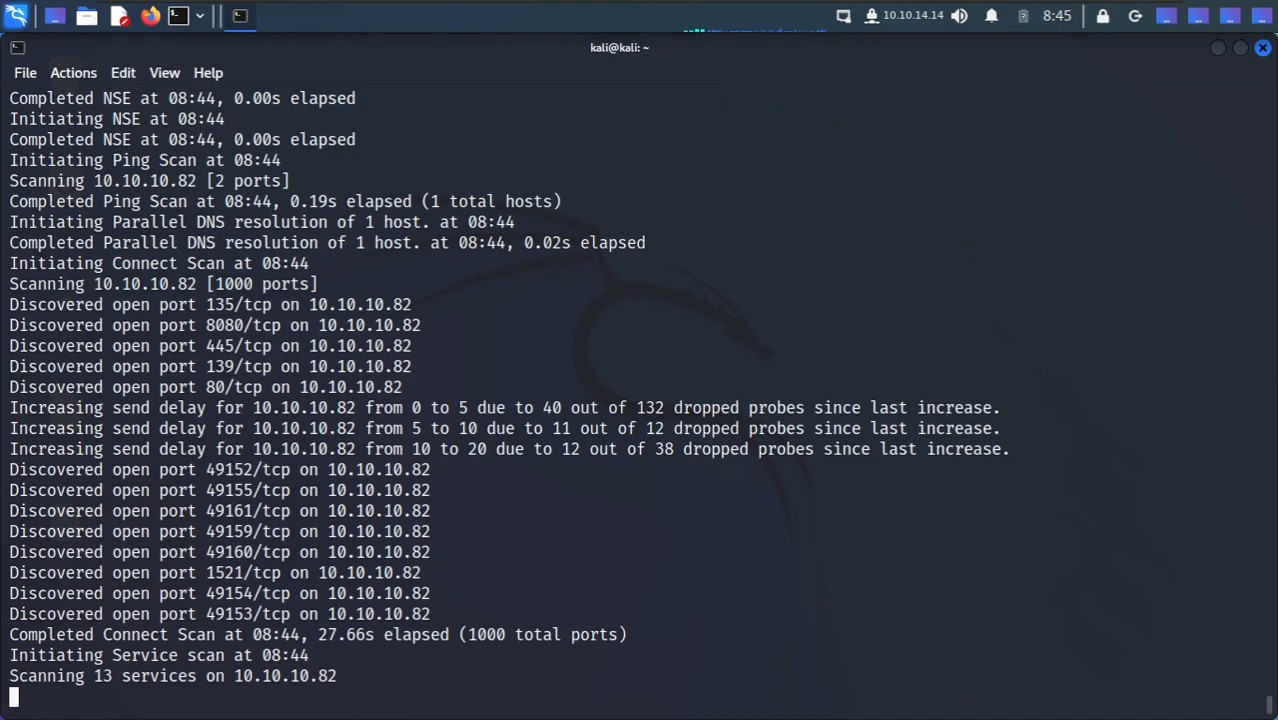 10.10.14.14
8:45
kali@kali: ~
File Actions Edit View Help
Completed NSE at 08:44, 0.00s elapsed
Initiating NSE at 08:44
Completed NSE at 08:44, 0.00s elapsed
Initiating Ping Scan at 08:44
Scanning 10.10.10.82 [2 ports]
Completed Ping Scan at 08:44, 0.19s elapsed (1 total hosts)
Initiating Parallel DNS resolution of 1 host. at 08:44
Completed Parallel DNS resolution of 1 host. at 08:44, 0.02s elapsed
Initiating Connect Scan at 08:44
Scanning 10.10.10.82 [1000 ports]
Discovered open port 135/tcp on 10.10.10.82
Discovered open port 8080/tcp on 10.10.10.82
Discovered open port 445/tcp on 10.10.10.82
Discovered open port 139/tcp on 10.10.10.82
Discovered open port 80/tcp on 10.10.10.82
Increasing send delay for 10.10.10.82 from 0 to 5 due to 40 out of 132 dropped probes since last increase.
Increasing send delay for 10.10.10.82 from 5 to 10 due to 11 out of 12 dropped probes since last increase.
Increasing send delay for 10.10.10.82 from 10 to 20 due to 12 out of 38 dropped probes since last increase.
Discovered open port 49152/tcp on 10.10.10.82
Discovered open port 49155/tcp on 10.10.10.82
Discovered open port 49161/tcp on 10.10.10.82
Discovered open port 49159/tcp on 10.10.10.82
Discovered open port 49160/tcp on 10.10.10.82
Discovered open port 1521/tcp on 10.10.10.82
Discovered open port 49154/tcp on 10.10.10.82
Discovered open port 49153/tcp on 10.10.10.82
Completed Connect Scan at 08:44, 27.66s elapsed (1000 total ports)
Initiating Service scan at 08:44
Scanning 13 services on 10.10.10.82